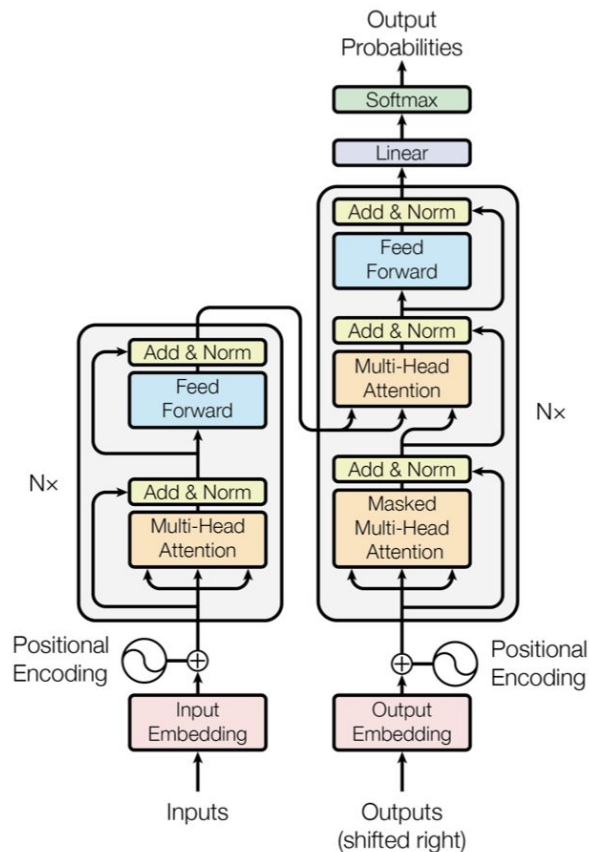 Output
Probabilities
Softmax
Linear
Add & Norm
Feed
Forward
Add & Norm
Multi-Head
Attention
Add & Norm
Masked
Multi-Head
Attention
N×
Add & Norm
Feed
Forward
Add & Norm
Multi-Head
Attention
N×
Positional
Encoding
Positional
Encoding
Input
Embedding
Output
Embedding
Inputs
Outputs
(shifted right)